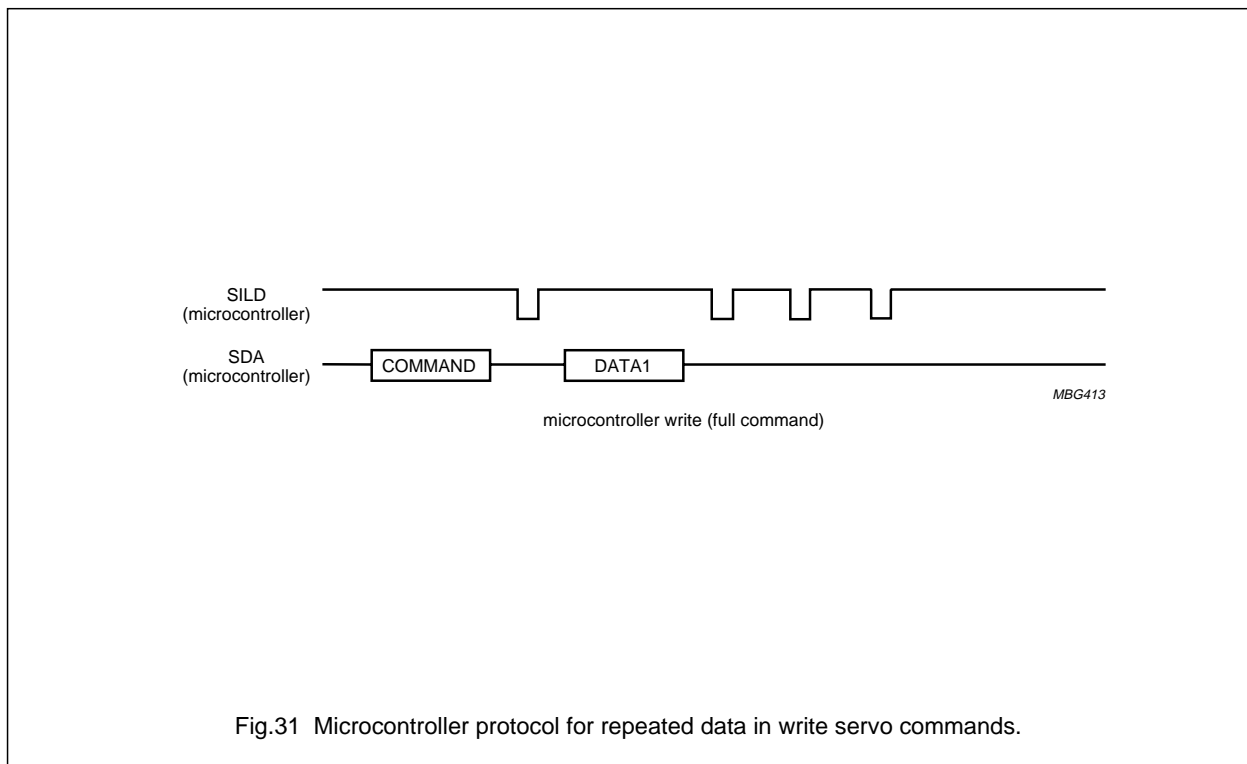 SILD
(microcontroller)
SDA
(microcontroller)
COMMAND
DATA1
MBG413
microcontroller write (full command)
Fig.31 Microcontroller protocol for repeated data in write servo commands.